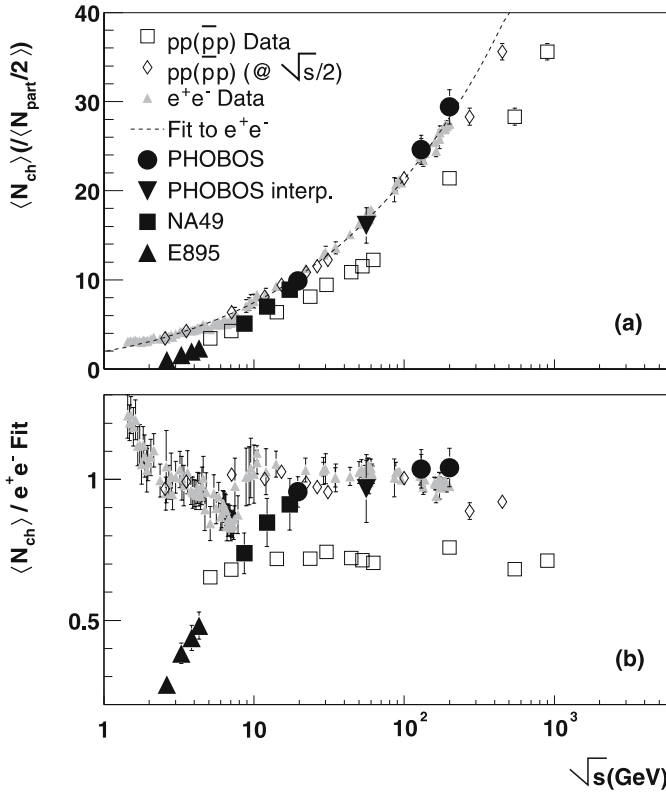 ⟨N_ch⟩(/⟨N_part/2⟩)
40
30
20
10
0
pp(p̅p) Data
pp(p̅p) (@ √s/2)
e⁺e⁻ Data
Fit to e⁺e⁻
PHOBOS
PHOBOS interp.
NA49
E895
(a)
⟨N_ch⟩ / e⁺e⁻ Fit
1
0.5
(b)
1 10 10² 10³
√s(GeV)